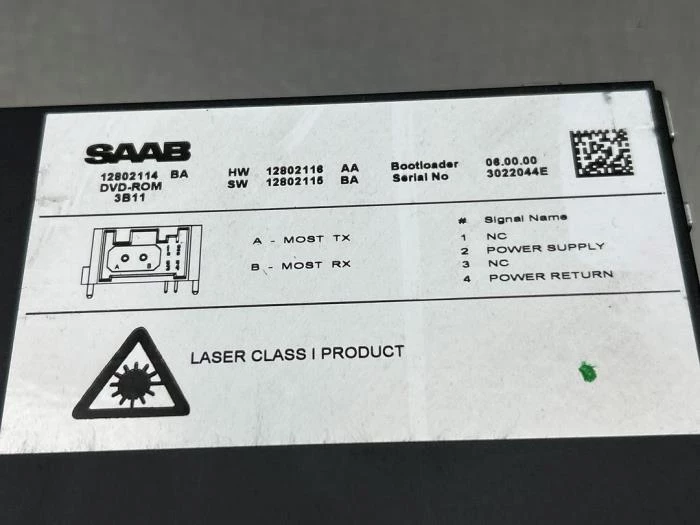 SAAB
12802114 BA HW 12802116 AA Bootloader 06.00.00
DVD-ROM SW 12802115 BA Serial No 3022044E
3B11
# Signal Name
A - MOST TX 1 NC
2 POWER SUPPLY
B - MOST RX 3 NC
4 POWER RETURN
A B
LASER CLASS I PRODUCT